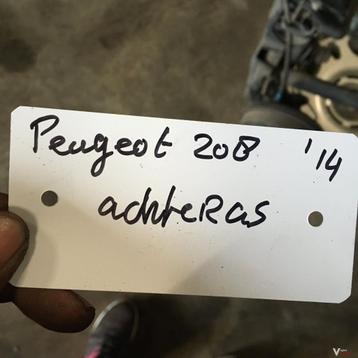 Peugeot 208 '14
achteRas